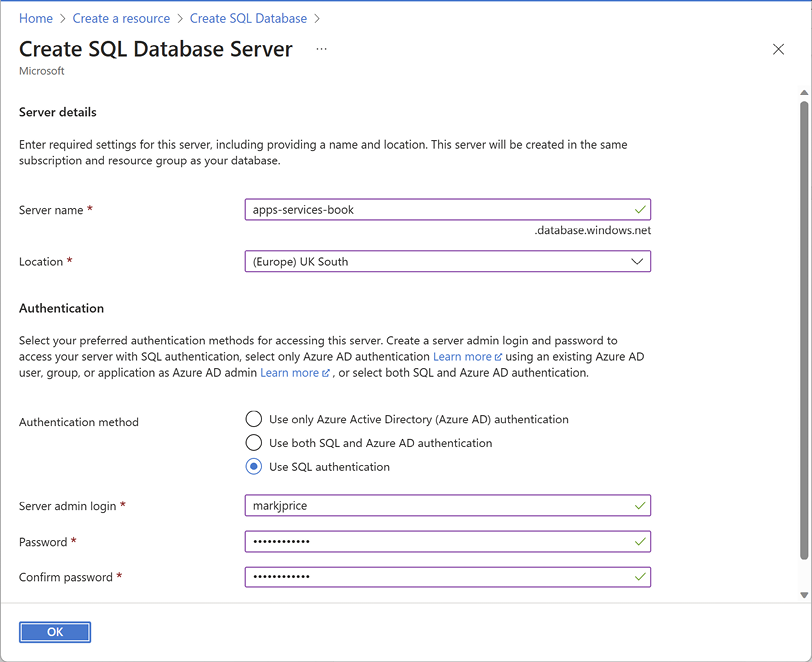 Home > Create a resource > Create SQL Database >
Create SQL Database Server ...
Microsoft
Server details
Enter required settings for this server, including providing a name and location. This server will be created in the same
subscription and resource group as your database.
Server name *
apps-services-book
.database.windows.net
Location *
(Europe) UK South
Authentication
Select your preferred authentication methods for accessing this server. Create a server admin login and password to
access your server with SQL authentication, select only Azure AD authentication Learn more using an existing Azure AD
user, group, or application as Azure AD admin Learn more , or select both SQL and Azure AD authentication.
Authentication method
Use only Azure Active Directory (Azure AD) authentication
Use both SQL and Azure AD authentication
Use SQL authentication
Server admin login *
markjprice
Password *
••••••••••••
Confirm password *
••••••••••••
OK